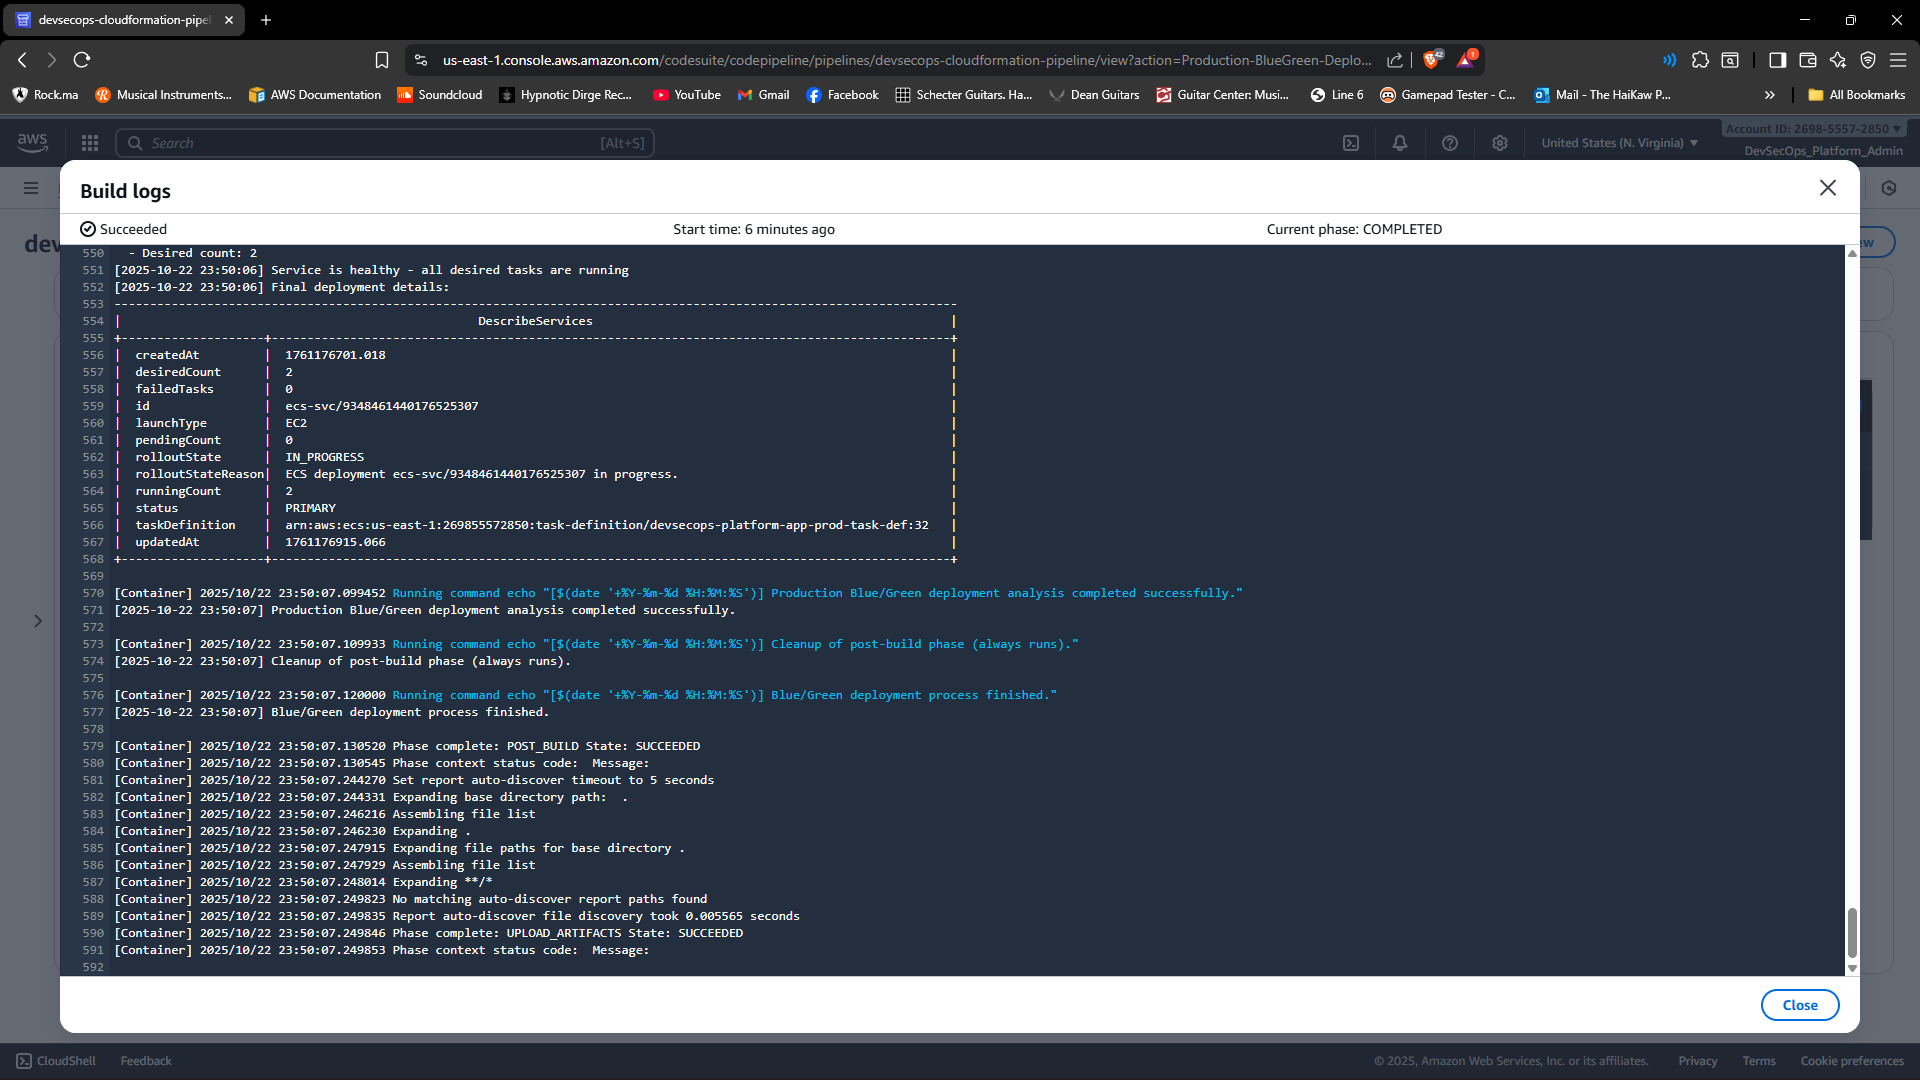 devsecops-cloudformation-pipel
us-east-1.console.aws.amazon.com/codesuite/codepipeline/pipelines/devsecops-cloudformation-pipeline/view?action=Production-BlueGreen-Deplo...
42
1
Rock.ma
Musical Instruments...
AWS Documentation
Soundcloud
Hypnotic Dirge Rec...
YouTube
Gmail
Facebook
Schecter Guitars. Ha...
Dean Guitars
Guitar Center: Musi...
Line 6
Gamepad Tester - C...
Mail - The HaiKaw P...
All Bookmarks
aws
Search
[Alt+S]
United States (N. Virginia)
Account ID: 2698-5557-2850
DevSecOps_Platform_Admin
dev
ew
Build logs
Succeeded
Start time: 6 minutes ago
Current phase: COMPLETED
550 - Desired count: 2
551 [2025-10-22 23:50:06] Service is healthy - all desired tasks are running
552 [2025-10-22 23:50:06] Final deployment details:
553 ----------------------------------------------------------------------------------------------------------------------
554 | DescribeServices |
555 +--------------------+-----------------------------------------------------------------------------------------------+
556 | createdAt | 1761176701.018 |
557 | desiredCount | 2 |
558 | failedTasks | 0 |
559 | id | ecs-svc/9348461440176525307 |
560 | launchType | EC2 |
561 | pendingCount | 0 |
562 | rolloutState | IN_PROGRESS |
563 | rolloutStateReason| ECS deployment ecs-svc/9348461440176525307 in progress. |
564 | runningCount | 2 |
565 | status | PRIMARY |
566 | taskDefinition | arn:aws:ecs:us-east-1:269855572850:task-definition/devsecops-platform-app-prod-task-def:32 |
567 | updatedAt | 1761176915.066 |
568 +--------------------+-----------------------------------------------------------------------------------------------+
569
570 [Container] 2025/10/22 23:50:07.099452 Running command echo "[$(date '+%Y-%m-%d %H:%M:%S')] Production Blue/Green deployment analysis completed successfully."
571 [2025-10-22 23:50:07] Production Blue/Green deployment analysis completed successfully.
572
573 [Container] 2025/10/22 23:50:07.109933 Running command echo "[$(date '+%Y-%m-%d %H:%M:%S')] Cleanup of post-build phase (always runs)."
574 [2025-10-22 23:50:07] Cleanup of post-build phase (always runs).
575
576 [Container] 2025/10/22 23:50:07.120000 Running command echo "[$(date '+%Y-%m-%d %H:%M:%S')] Blue/Green deployment process finished."
577 [2025-10-22 23:50:07] Blue/Green deployment process finished.
578
579 [Container] 2025/10/22 23:50:07.130520 Phase complete: POST_BUILD State: SUCCEEDED
580 [Container] 2025/10/22 23:50:07.130545 Phase context status code: Message:
581 [Container] 2025/10/22 23:50:07.244270 Set report auto-discover timeout to 5 seconds
582 [Container] 2025/10/22 23:50:07.244331 Expanding base directory path: .
583 [Container] 2025/10/22 23:50:07.246216 Assembling file list
584 [Container] 2025/10/22 23:50:07.246230 Expanding .
585 [Container] 2025/10/22 23:50:07.247915 Expanding file paths for base directory .
586 [Container] 2025/10/22 23:50:07.247929 Assembling file list
587 [Container] 2025/10/22 23:50:07.248014 Expanding **/*
588 [Container] 2025/10/22 23:50:07.249823 No matching auto-discover report paths found
589 [Container] 2025/10/22 23:50:07.249835 Report auto-discover file discovery took 0.005565 seconds
590 [Container] 2025/10/22 23:50:07.249846 Phase complete: UPLOAD_ARTIFACTS State: SUCCEEDED
591 [Container] 2025/10/22 23:50:07.249853 Phase context status code: Message:
592
Close
CloudShell
Feedback
© 2025, Amazon Web Services, Inc. or its affiliates.
Privacy
Terms
Cookie preferences